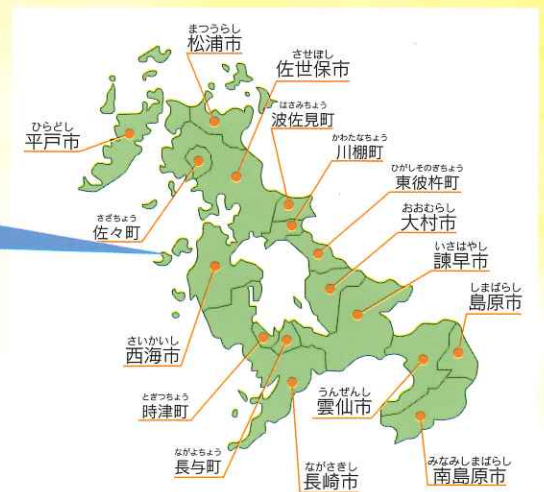 まつうらし
松浦市
させぼし
佐世保市
はさみちょう
波佐見町
かわたなちょう
川棚町
ひがしそのぎちょう
東彼杵町
おおむらし
大村市
いさはやし
諫早市
しまばらし
島原市
ひらどし
平戸市
さざちょう
佐々町
さいかいし
西海市
とぎつちょう
時津町
ながよちょう
長与町
ながさきし
長崎市
うんぜんし
雲仙市
みなみしまばらし
南島原市